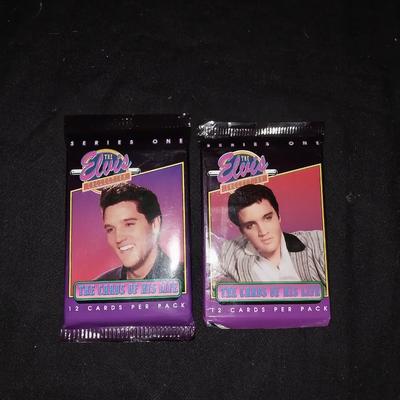 SERIES ONE
THE
Elvis
COLLECTION
THE CARDS OF HIS LIFE
12 CARDS PER PACK
SERIES ONE
THE
Elvis
COLLECTION
THE CARDS OF HIS LIFE
12 CARDS PER PACK